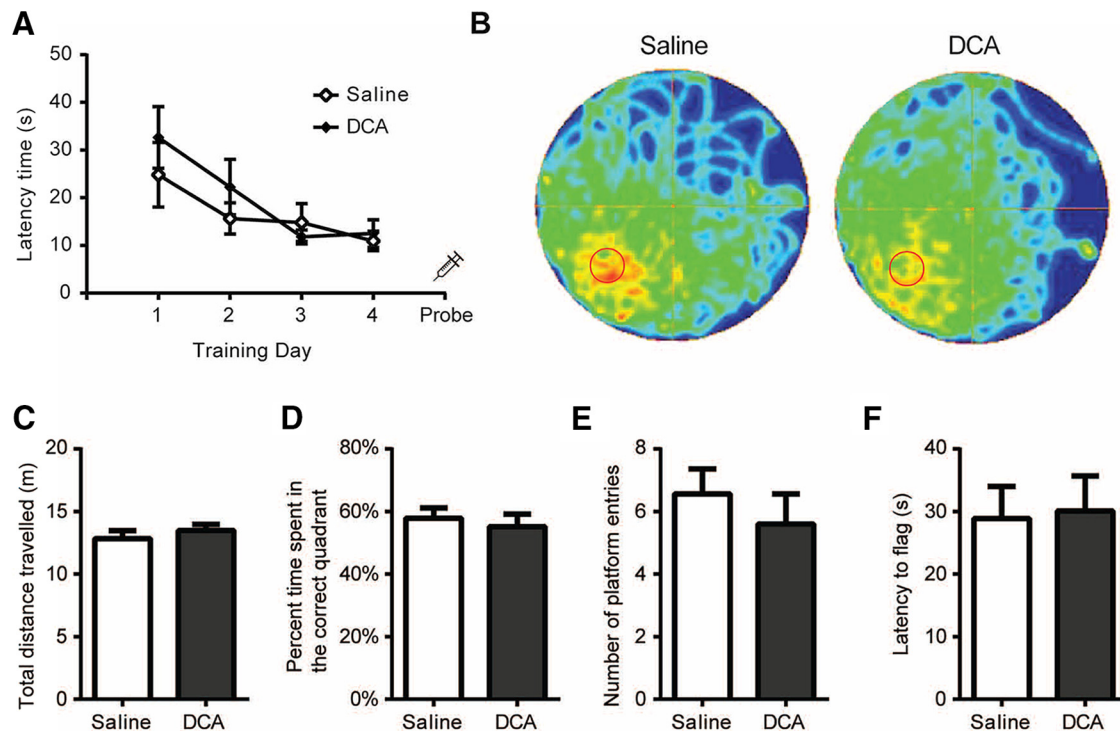 A
Latency time (s)
50
40
30
20
10
0
Saline
DCA
1
2
3
4
Probe
Training Day
B
Saline
DCA
C
Total distance travelled (m)
20
15
10
5
0
Saline
DCA
D
Percent time spent in
the correct quadrant
80%
60%
40%
20%
0%
Saline
DCA
E
Number of platform entries
8
6
4
2
0
Saline
DCA
F
Latency to flag (s)
40
30
20
10
0
Saline
DCA